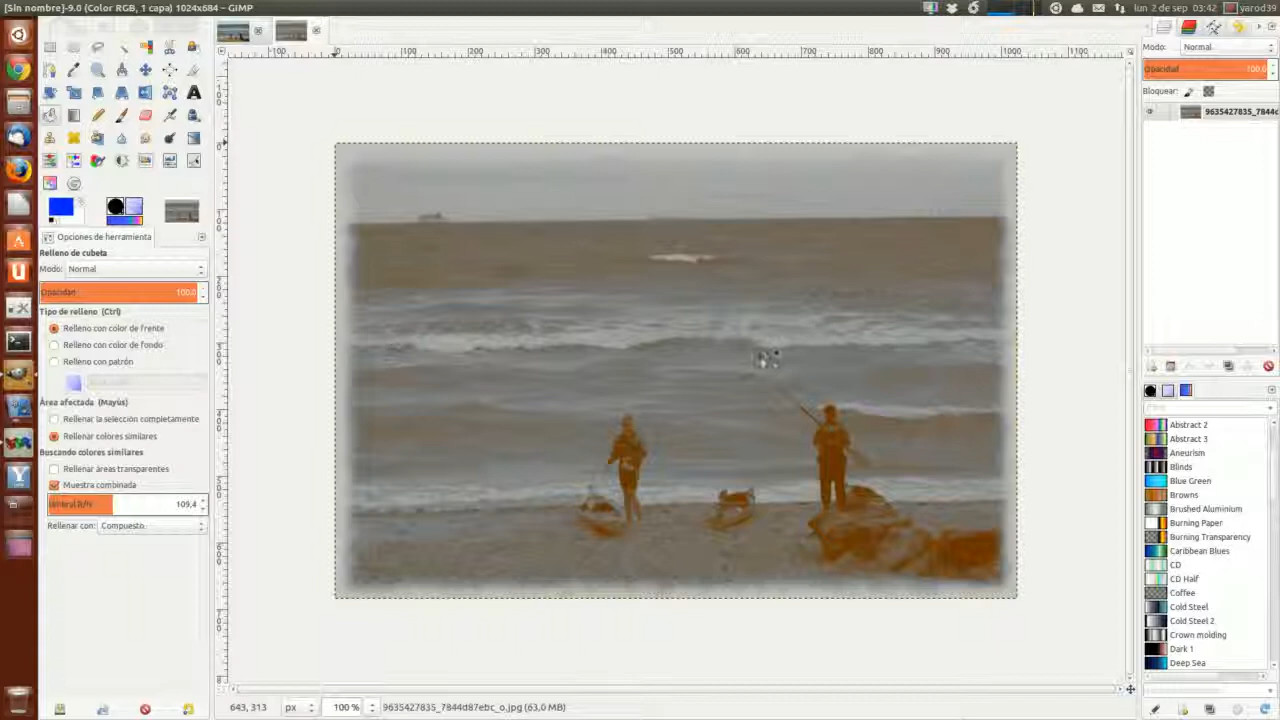 [Sin nombre]-9.0 (Color RGB, 1 capa) 1024x684 – GIMP
lun 2 de sep 03:42 yarod39
Opciones de herramienta
Relleno de cubeta
Modo: Normal
Opacidad 100,0
Tipo de relleno (Ctrl)
Relleno con color de frente
Relleno con color de fondo
Relleno con patrón
Área afectada (Mayús)
Rellenar la selección completamente
Rellenar colores similares
Buscando colores similares
Rellenar áreas transparentes
Muestra combinada
109,4
Rellenar con: Compuesto
643, 313 px 100 % 9635427835_7844d87ebc_o.jpg (63,0 MB)
Modo: Normal
Opacidad 100,0
Bloquear:
9635427835_7844d
Abstract 2
Abstract 3
Aneurism
Blinds
Blue Green
Browns
Brushed Aluminium
Burning Paper
Burning Transparency
Caribbean Blues
CD
CD Half
Coffee
Cold Steel
Cold Steel 2
Crown molding
Dark 1
Deep Sea